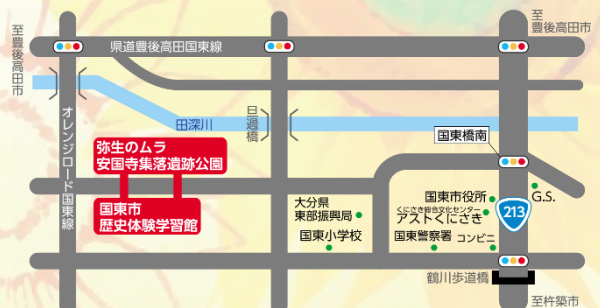 至
豊後高田市
県道豊後高田国東線
至
豊後高田市
オレンジロード国東線
田深川
日過橋
国東橋南
弥生のムラ
安国寺集落遺跡公園
国東市
歴史体験学習館
大分県
東部振興局
国東小学校
国東市役所
くにさき総合文化センター
アストくにさき
国東警察署
コンビニ
G.S.
213
鶴川歩道橋
至杵築市